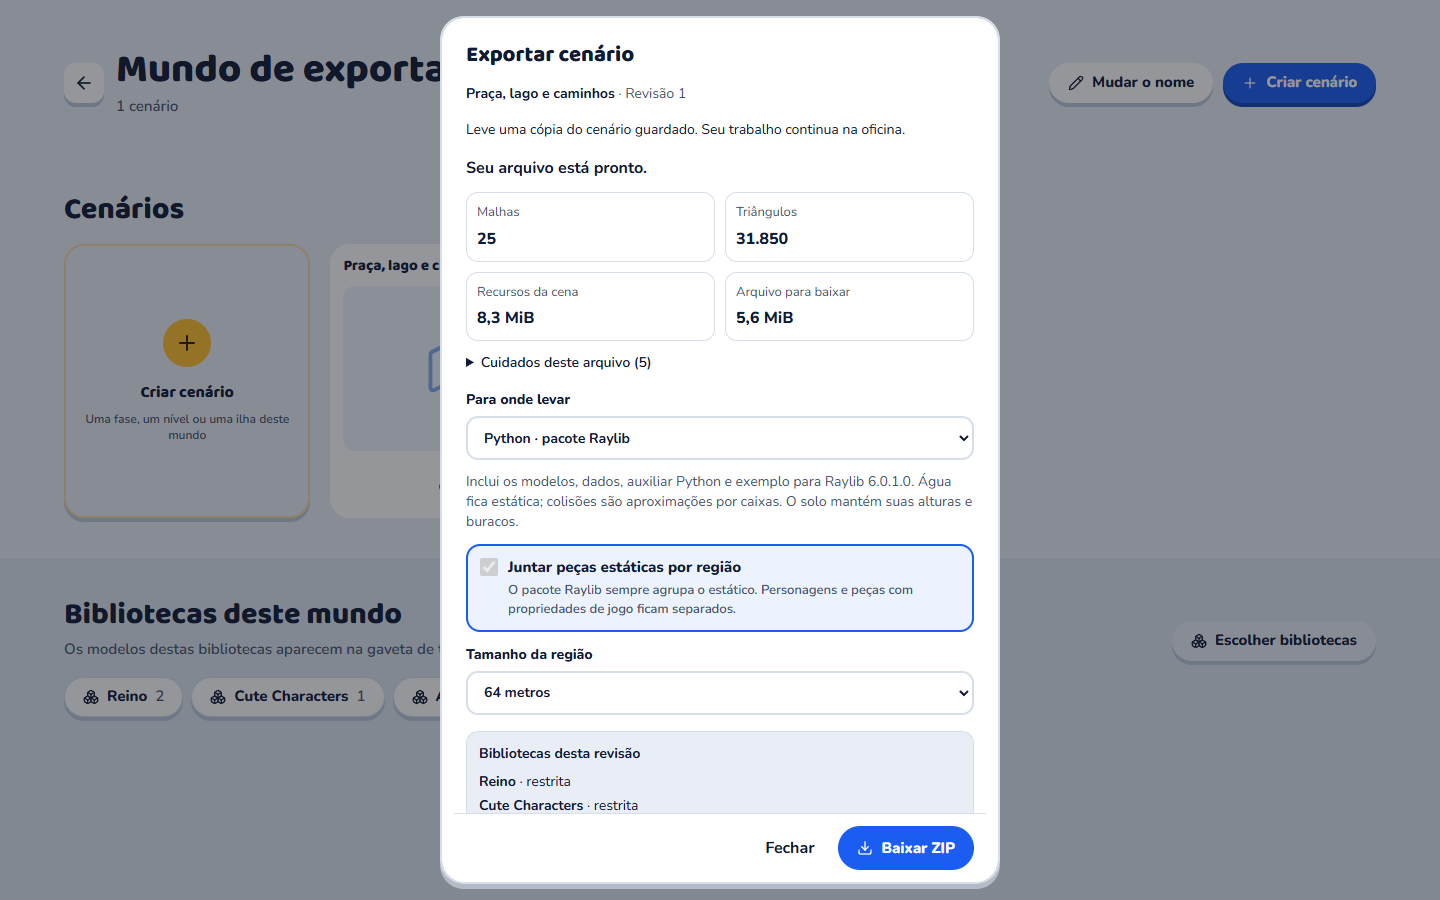 Mundo de exporta
1 cenário
Mudar o nome
Criar cenário
Cenários
Criar cenário
Uma fase, um nível ou uma ilha deste
mundo
Praça, lago e c
Bibliotecas deste mundo
Os modelos destas bibliotecas aparecem na gaveta de
Reino 2
Cute Characters 1
Escolher bibliotecas
Exportar cenário
Praça, lago e caminhos · Revisão 1
Leve uma cópia do cenário guardado. Seu trabalho continua na oficina.
Seu arquivo está pronto.
Malhas
25
Triângulos
31.850
Recursos da cena
8,3 MiB
Arquivo para baixar
5,6 MiB
Cuidados deste arquivo (5)
Para onde levar
Python · pacote Raylib
Inclui os modelos, dados, auxiliar Python e exemplo para Raylib 6.0.1.0. Água
fica estática; colisões são aproximações por caixas. O solo mantém suas alturas e
buracos.
Juntar peças estáticas por região
O pacote Raylib sempre agrupa o estático. Personagens e peças com
propriedades de jogo ficam separados.
Tamanho da região
64 metros
Bibliotecas desta revisão
Reino · restrita
Cute Characters · restrita
Fechar
Baixar ZIP